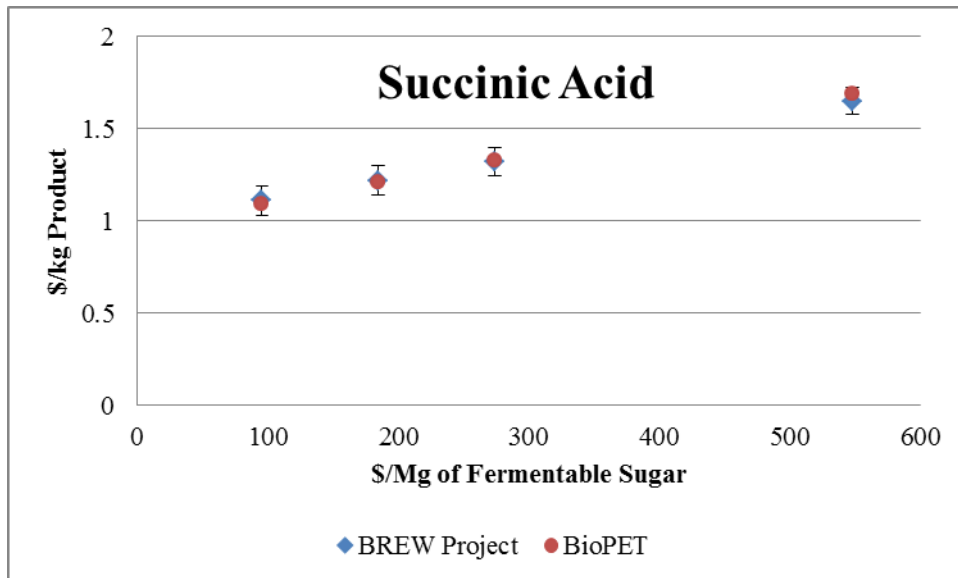 Succinic Acid
$/kg Product
2
1.5
1
0.5
0
0 100 200 300 400 500 600
$/Mg of Fermentable Sugar
BREW Project BioPET